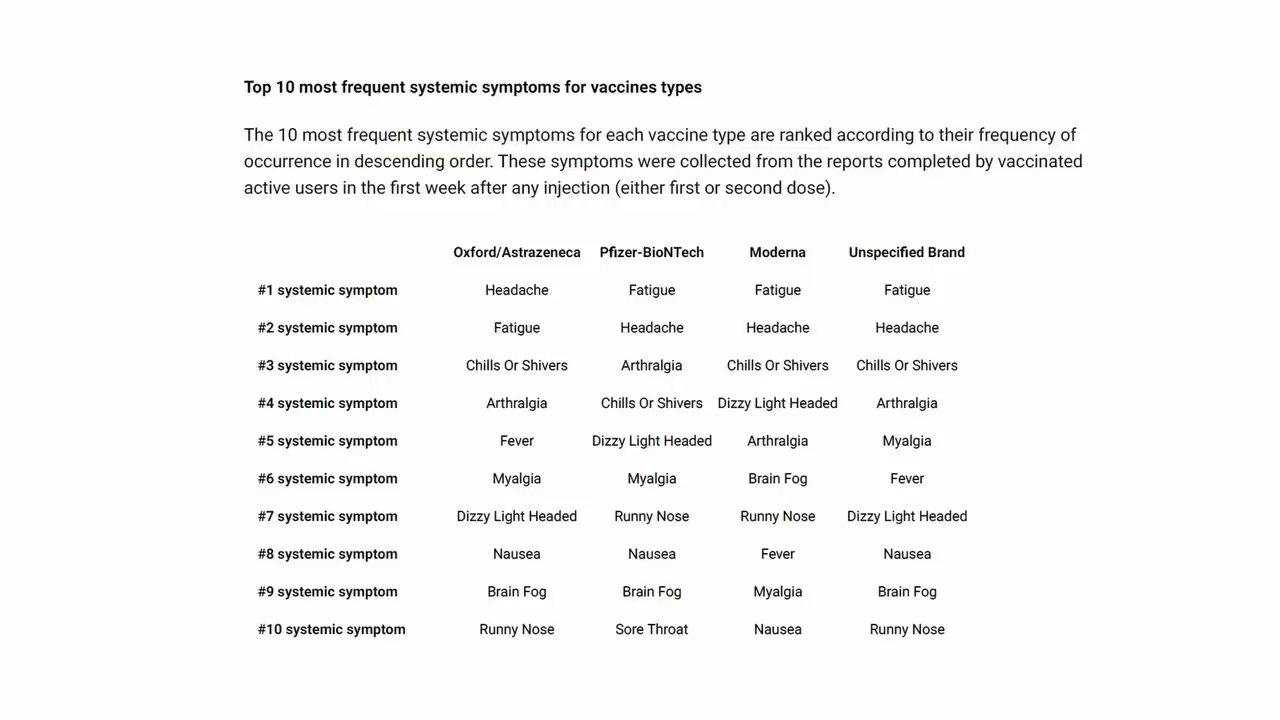 Top 10 most frequent systemic symptoms for vaccines types
The 10 most frequent systemic symptoms for each vaccine type are ranked according to their frequency of
occurrence in descending order. These symptoms were collected from the reports completed by vaccinated
active users in the first week after any injection (either first or second dose).
Oxford/Astrazeneca Pfizer-BioNTech Moderna Unspecified Brand
#1 systemic symptom Headache Fatigue Fatigue Fatigue
#2 systemic symptom Fatigue Headache Headache Headache
#3 systemic symptom Chills Or Shivers Arthralgia Chills Or Shivers Chills Or Shivers
#4 systemic symptom Arthralgia Chills Or Shivers Dizzy Light Headed Arthralgia
#5 systemic symptom Fever Dizzy Light Headed Arthralgia Myalgia
#6 systemic symptom Myalgia Myalgia Brain Fog Fever
#7 systemic symptom Dizzy Light Headed Runny Nose Runny Nose Dizzy Light Headed
#8 systemic symptom Nausea Nausea Fever Nausea
#9 systemic symptom Brain Fog Brain Fog Myalgia Brain Fog
#10 systemic symptom Runny Nose Sore Throat Nausea Runny Nose